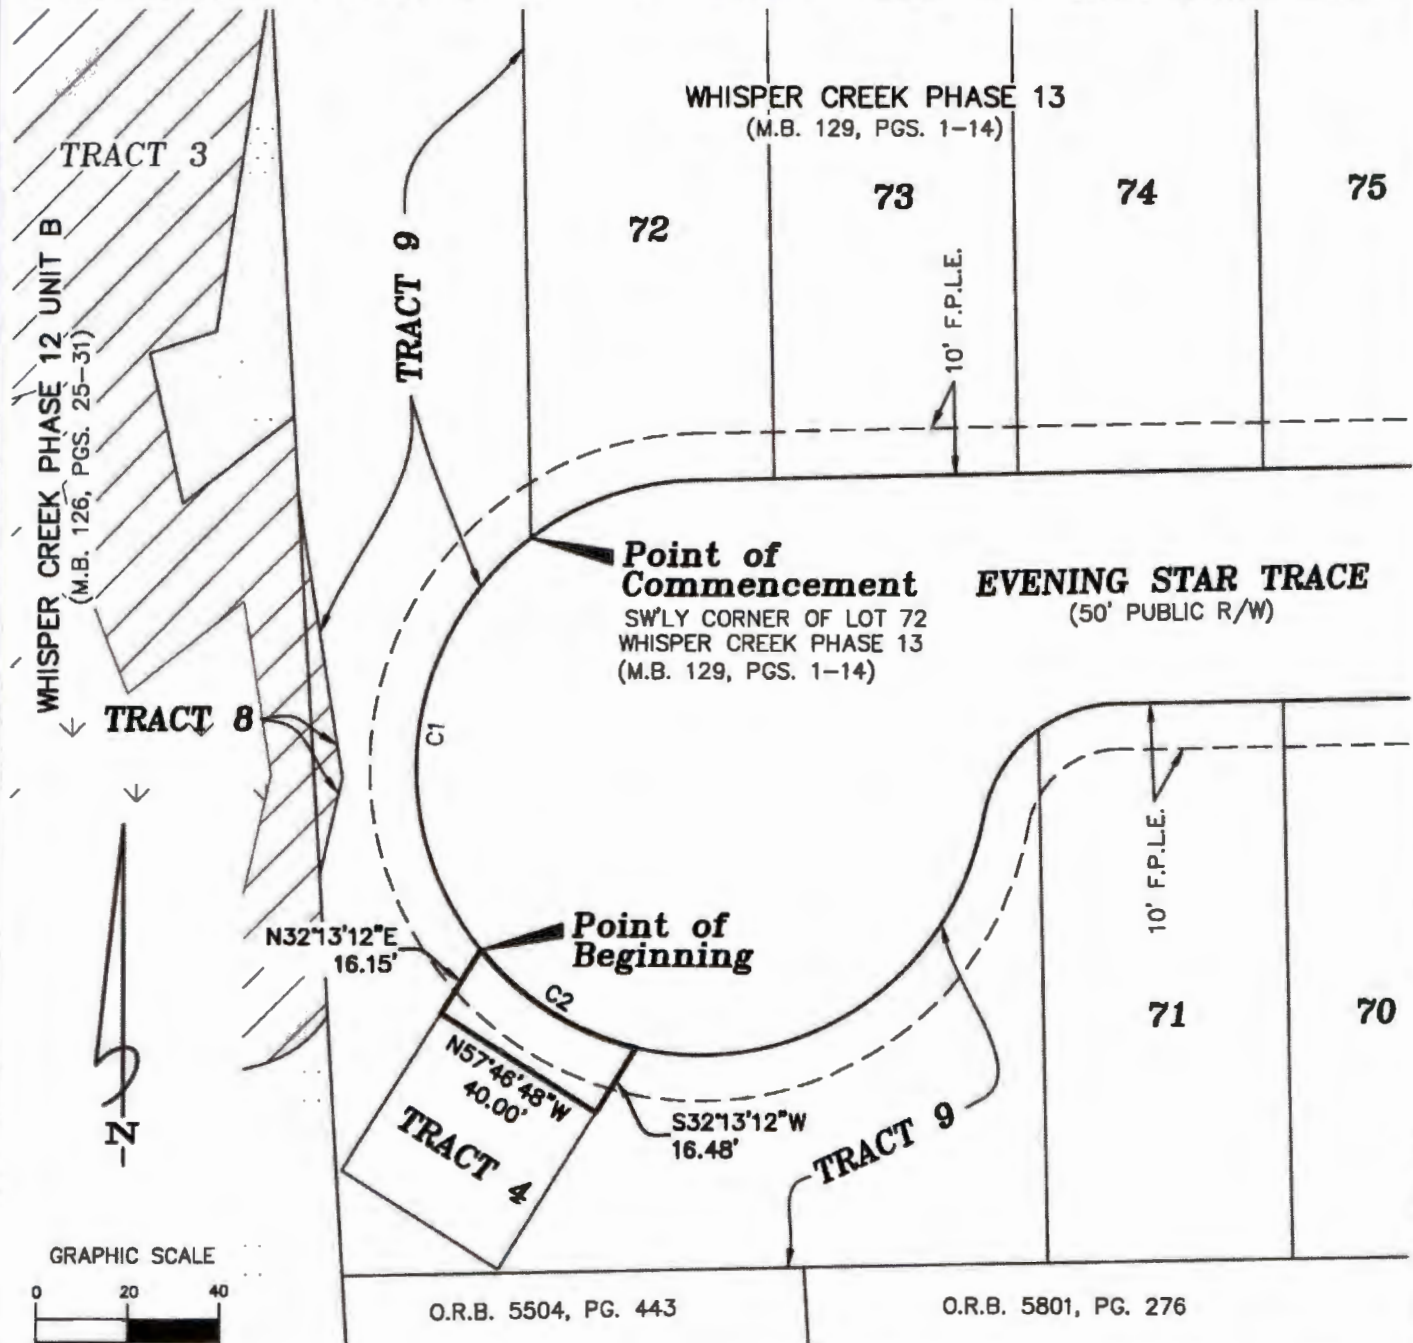 WHISPER CREEK PHASE 13
(M.B. 129, PGS. 1-14)
TRACT 3
WHISPER CREEK PHASE 12 UNIT B
(M.B. 126, PGS. 25-31)
TRACT 9
72
73
74
75
10' F.P.L.E.
Point of
Commencement
SW'LY CORNER OF LOT 72
WHISPER CREEK PHASE 13
(M.B. 129, PGS. 1-14)
EVENING STAR TRACE
(50' PUBLIC R/W)
TRACT 8
C1
N32°13'12"E
16.15'
Point of
Beginning
C2
N57°46'48"W
40.00'
TRACT 4
S32°13'12"W
16.48'
TRACT 9
10' F.P.L.E.
71
70
N
GRAPHIC SCALE
0 20 40
O.R.B. 5504, PG. 443
O.R.B. 5801, PG. 276